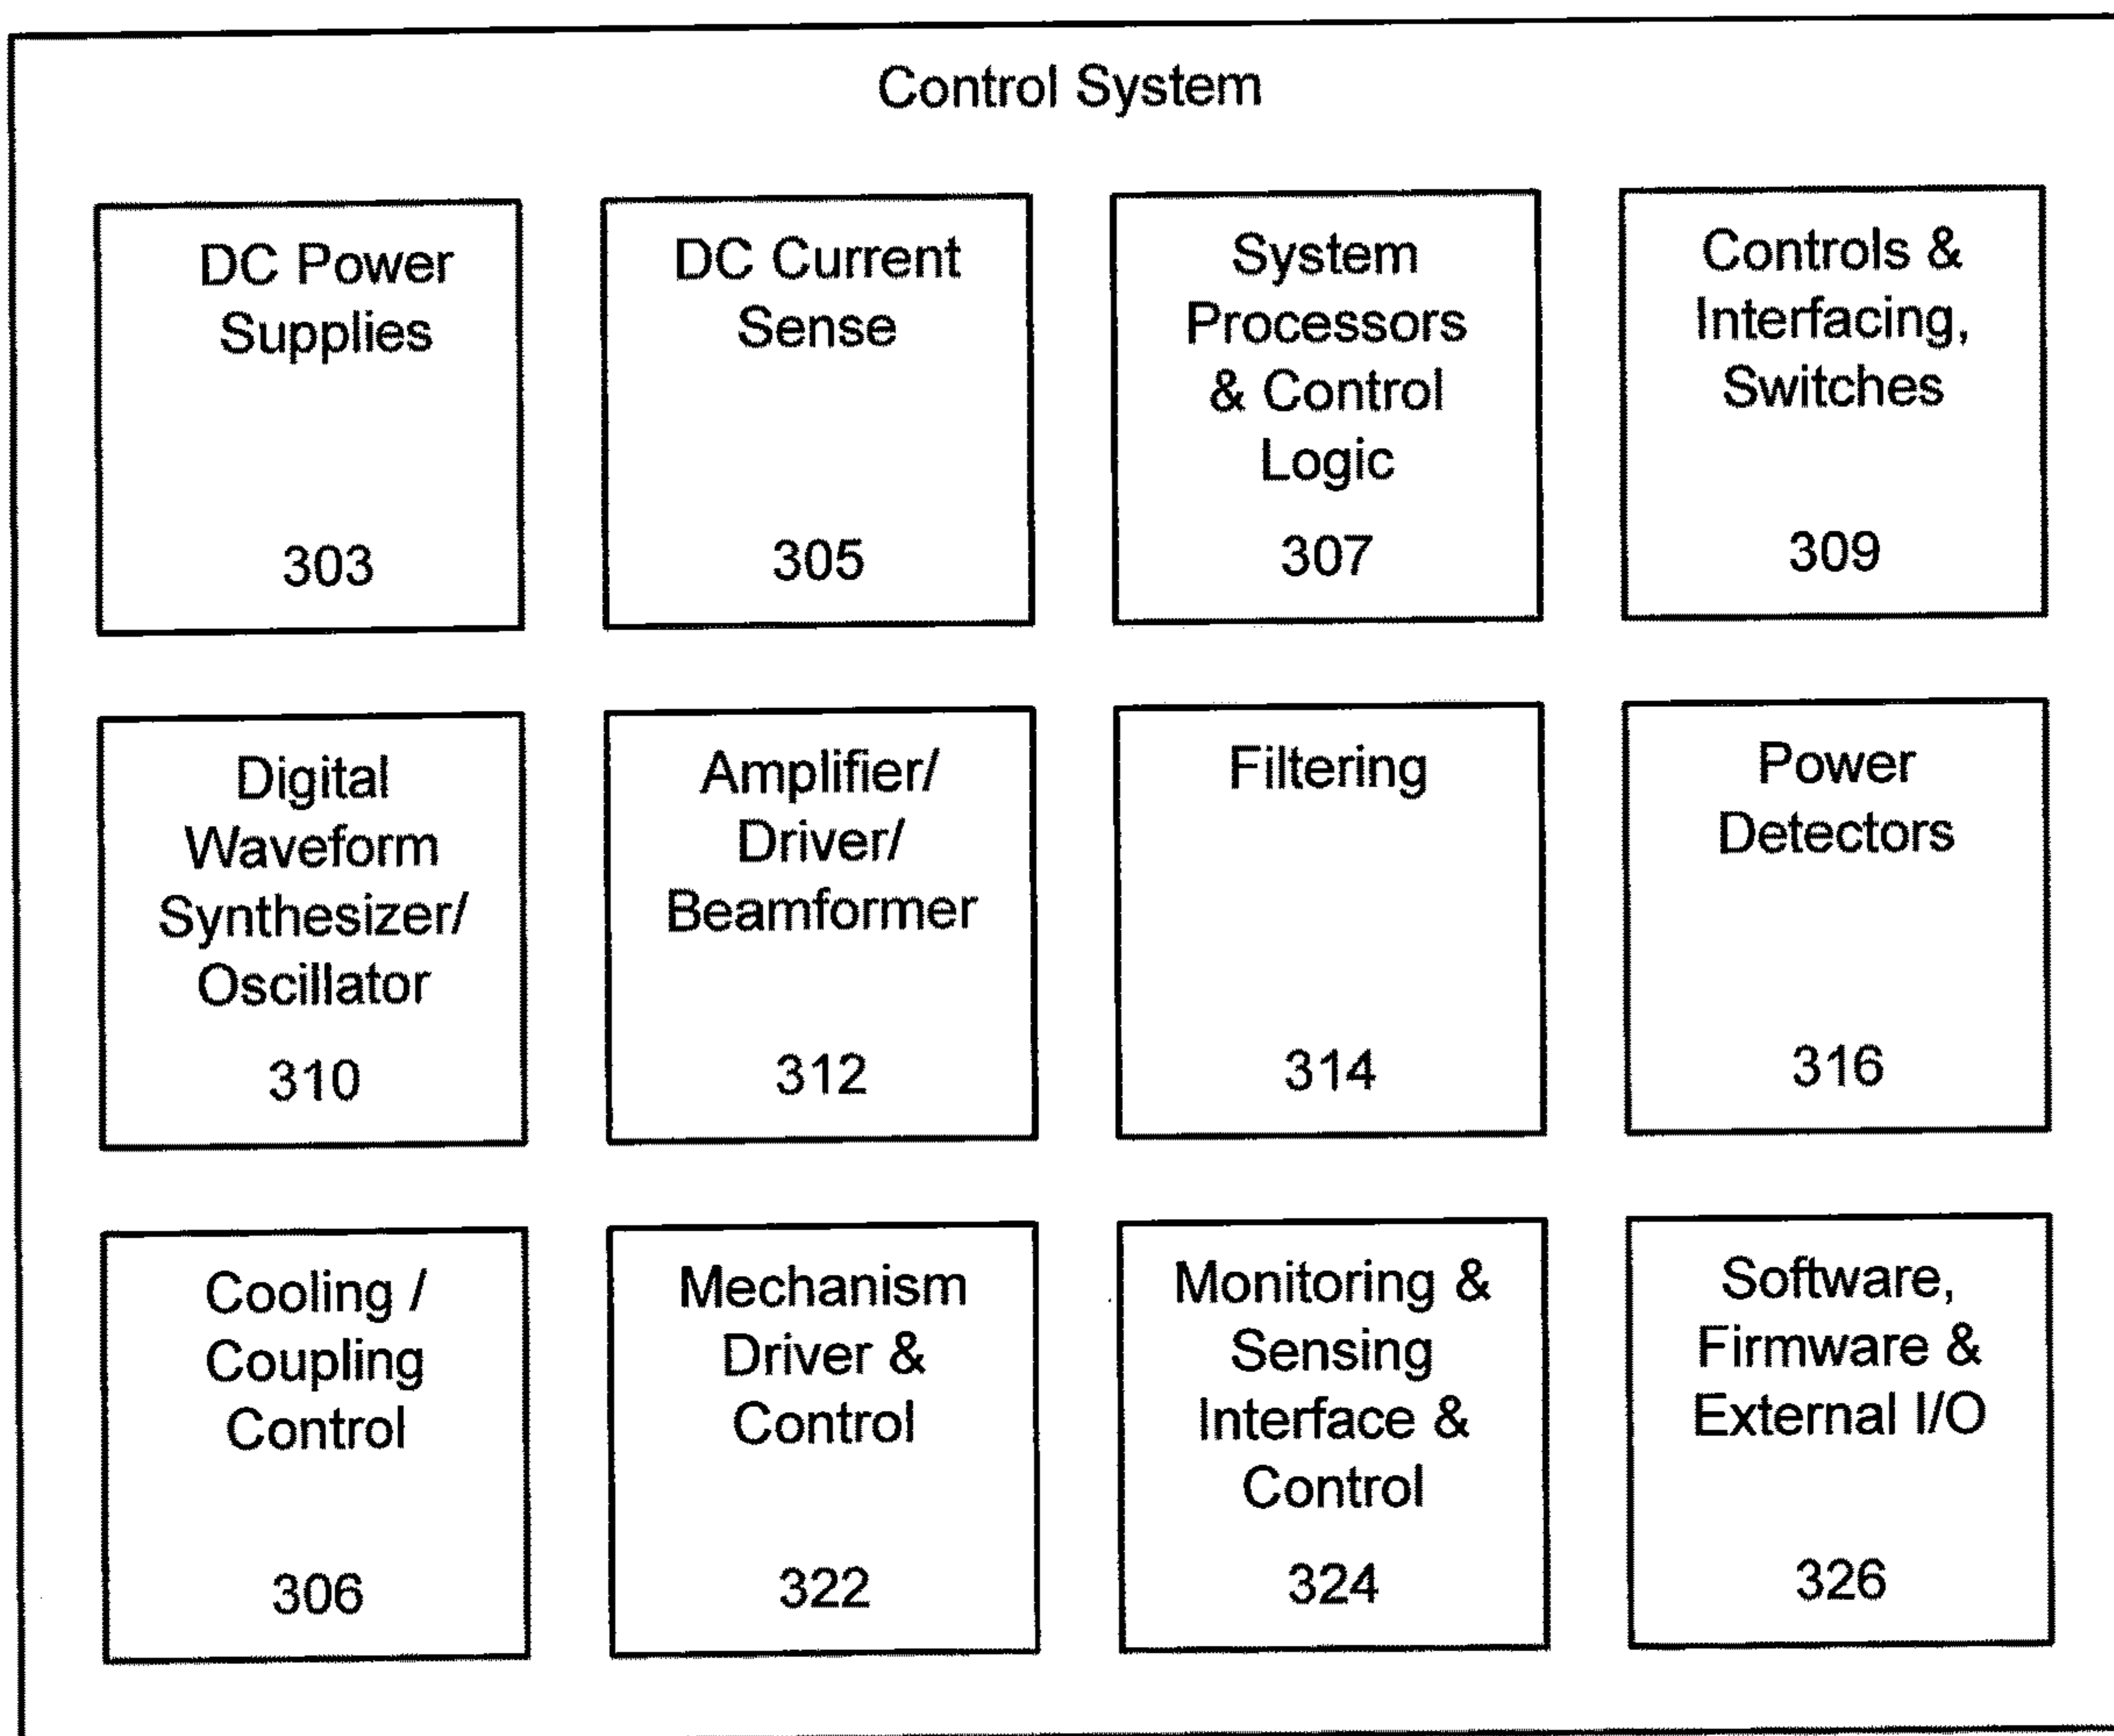 Control System
DC Power
Supplies
303
DC Current
Sense
305
System
Processors
& Control
Logic
307
Controls &
Interfacing,
Switches
309
Digital
Waveform
Synthesizer/
Oscillator
310
Amplifier/
Driver/
Beamformer
312
Filtering
314
Power
Detectors
316
Cooling /
Coupling
Control
306
Mechanism
Driver &
Control
322
Monitoring &
Sensing
Interface &
Control
324
Software,
Firmware &
External I/O
326